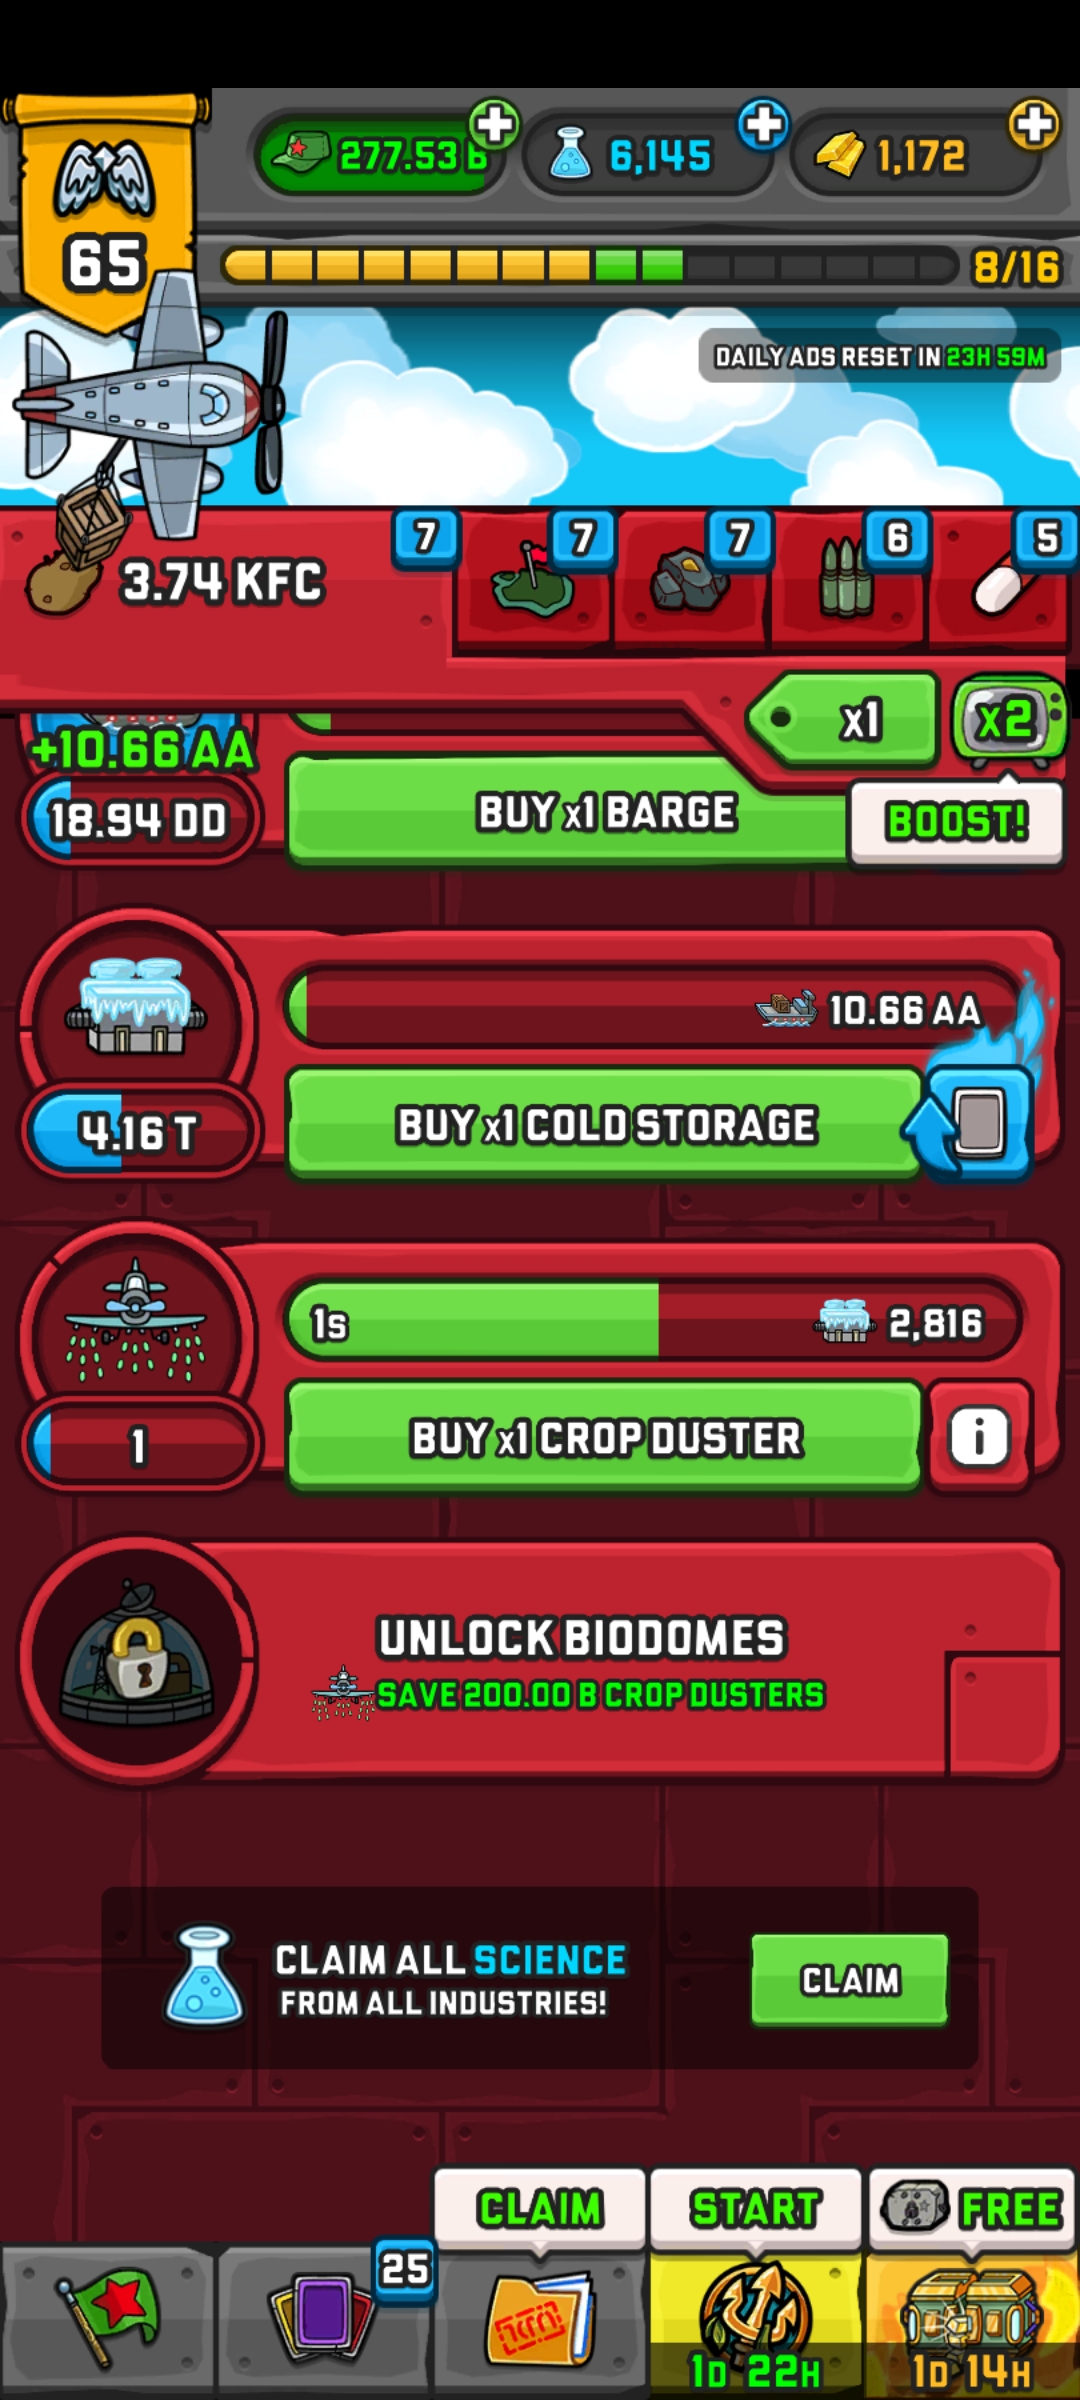 277.53 B
6,145
1,172
65
8/16
DAILY ADS RESET IN 23H 59M
3.74 KFC
7
7
7
6
5
x1
x2
BOOST!
+10.66 AA
18.94 DD
BUY x1 BARGE
10.66 AA
4.16 T
BUY x1 COLD STORAGE
1s
2,816
1
BUY x1 CROP DUSTER
i
UNLOCK BIODOMES
SAVE 200.00 B CROP DUSTERS
CLAIM ALL SCIENCE
FROM ALL INDUSTRIES!
CLAIM
CLAIM
START
FREE
25
1D 22H
1D 14H